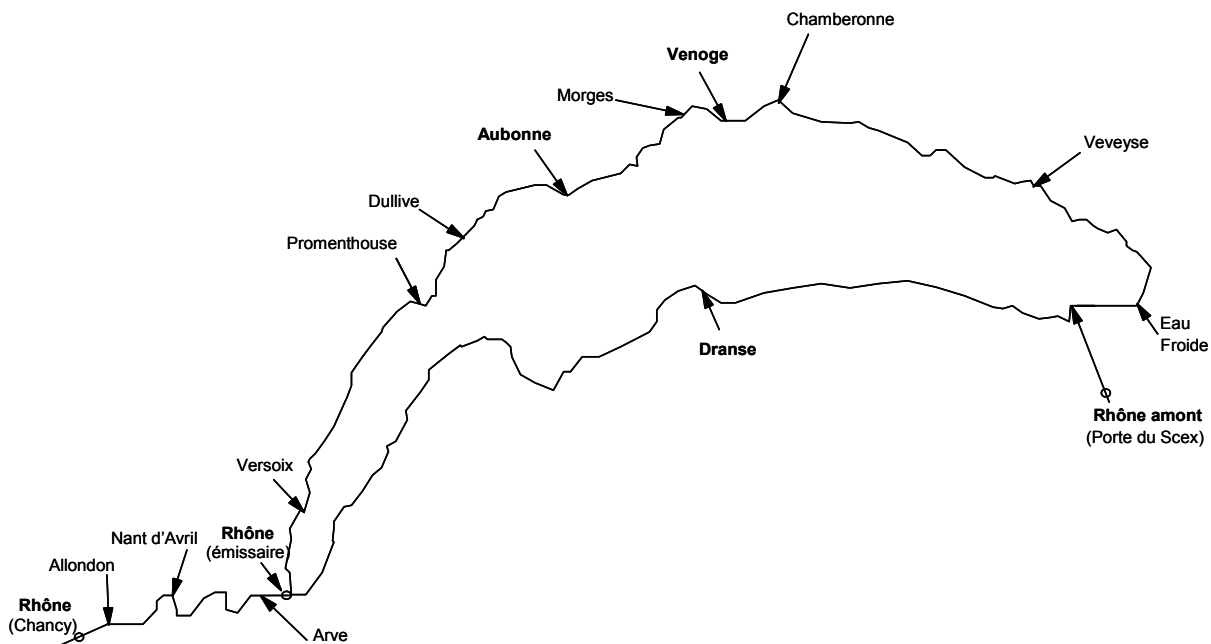 Chamberonne
Venoge
Morges
Aubonne
Veveyse
Dullive
Promenthouse
Eau
Froide
Dranse
Rhône amont
(Porte du Scex)
Versoix
Nant d'Avril
Rhône
(émissaire)
Allondon
Rhône
(Chancy)
Arve